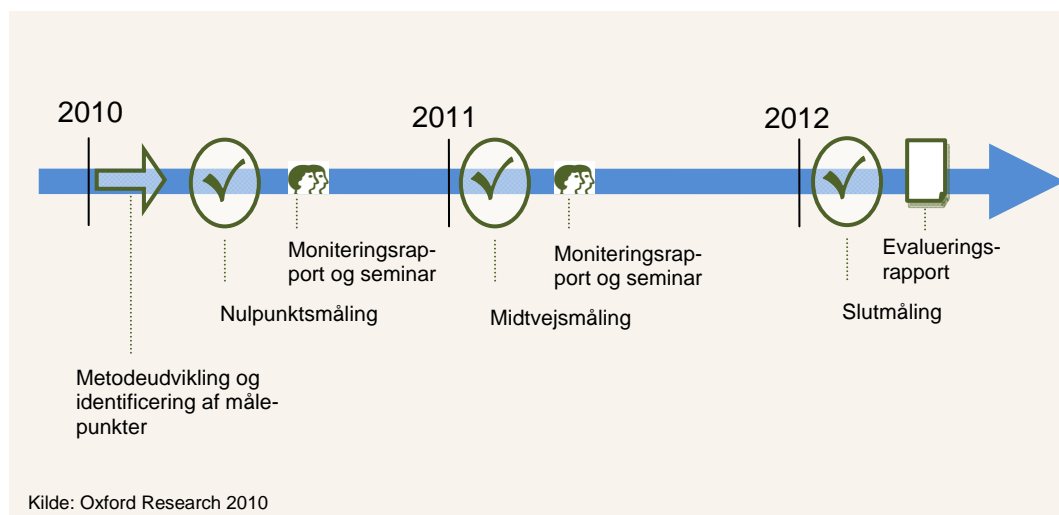 2010
2011
2012
Moniteringsrap-
port og seminar
Moniteringsrap-
port og seminar
Evaluerings-
rapport
Nulpunktsmåling
Midtvejsmåling
Slutmåling
Metodeudvikling og
identificering af måle-
punkter
Kilde: Oxford Research 2010